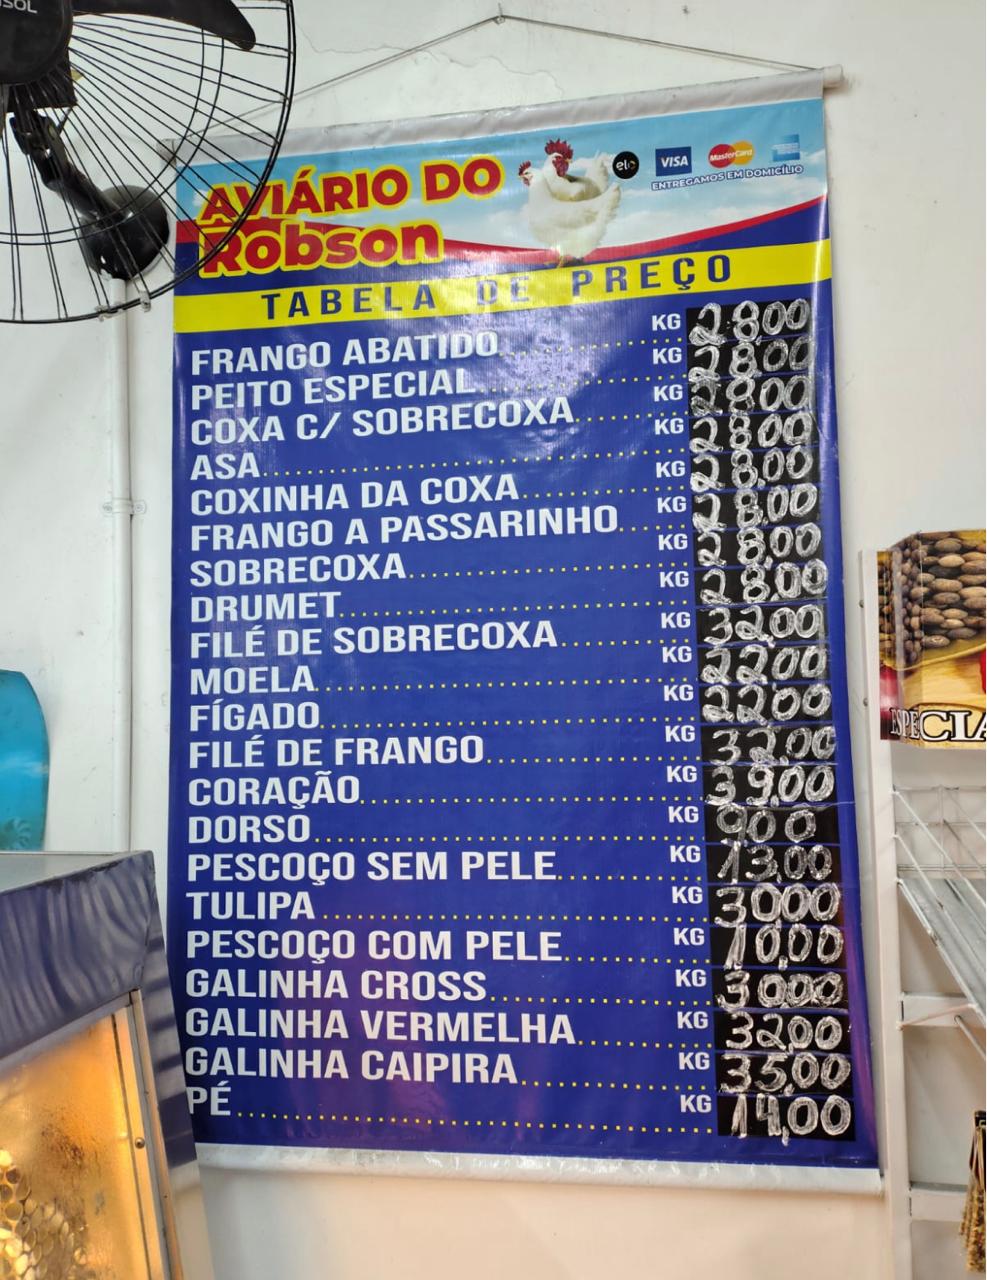 SOL
AVIÁRIO DO
Robson
elo
VISA
MasterCard
ENTREGAMOS EM DOMICÍLIO
TABELA DE PREÇO
FRANGO ABATIDO KG 28,00
PEITO ESPECIAL KG 28,00
COXA C/ SOBRECOXA KG 28,00
ASA KG 28,00
COXINHA DA COXA KG 28,00
FRANGO A PASSARINHO KG 28,00
SOBRECOXA KG 28,00
DRUMET KG 28,00
FILÉ DE SOBRECOXA KG 32,00
MOELA KG 22,00
FÍGADO KG 22,00
FILÉ DE FRANGO KG 32,00
CORAÇÃO KG 39,00
DORSO KG 900
PESCOÇO SEM PELE KG 13,00
TULIPA KG 30,00
PESCOÇO COM PELE KG 10,00
GALINHA CROSS KG 30,00
GALINHA VERMELHA KG 32,00
GALINHA CAIPIRA KG 35,00
PÉ KG 14,00
ESPECIA